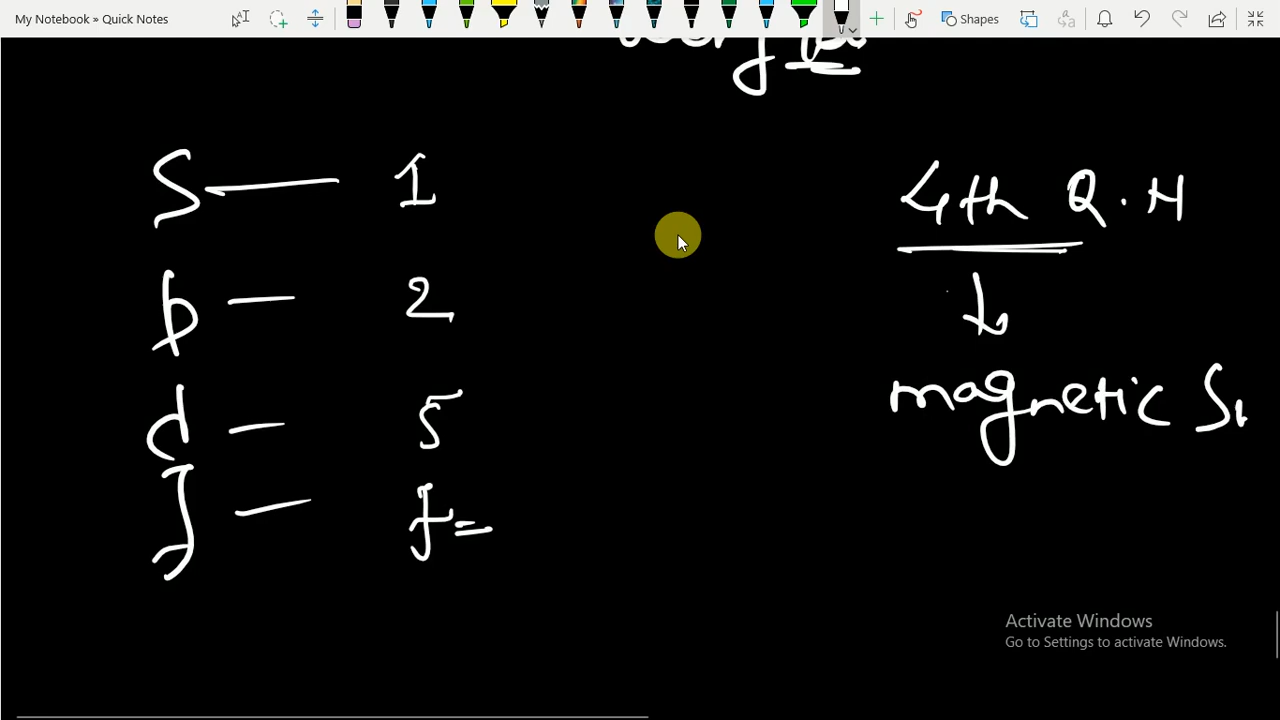 My Notebook » Quick Notes
Shapes
S — 1
p — 2
d — 5
f — f=
4th Q.N
magnetic
Activate Windows
Go to Settings to activate Windows.